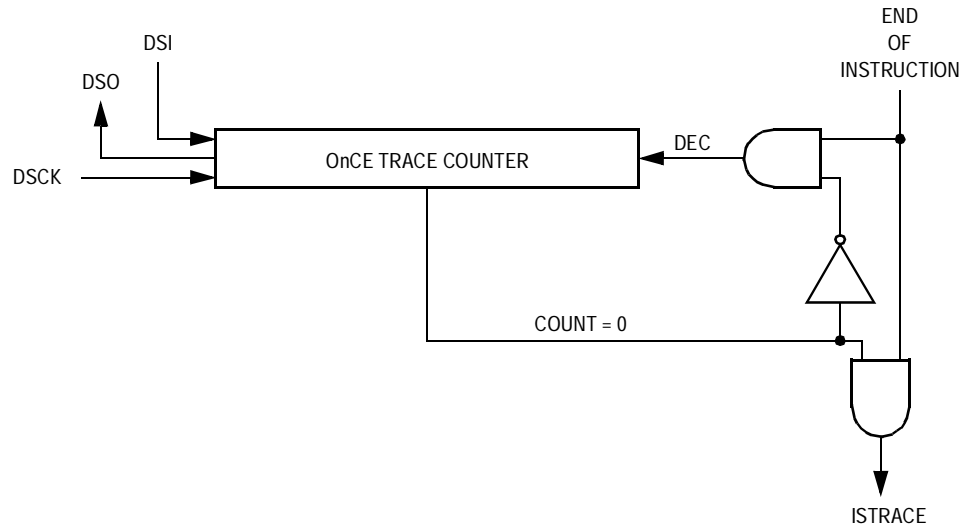 END
OF
INSTRUCTION
DSI
DSO
DEC
OnCE TRACE COUNTER
DSCK
COUNT = 0
ISTRACE